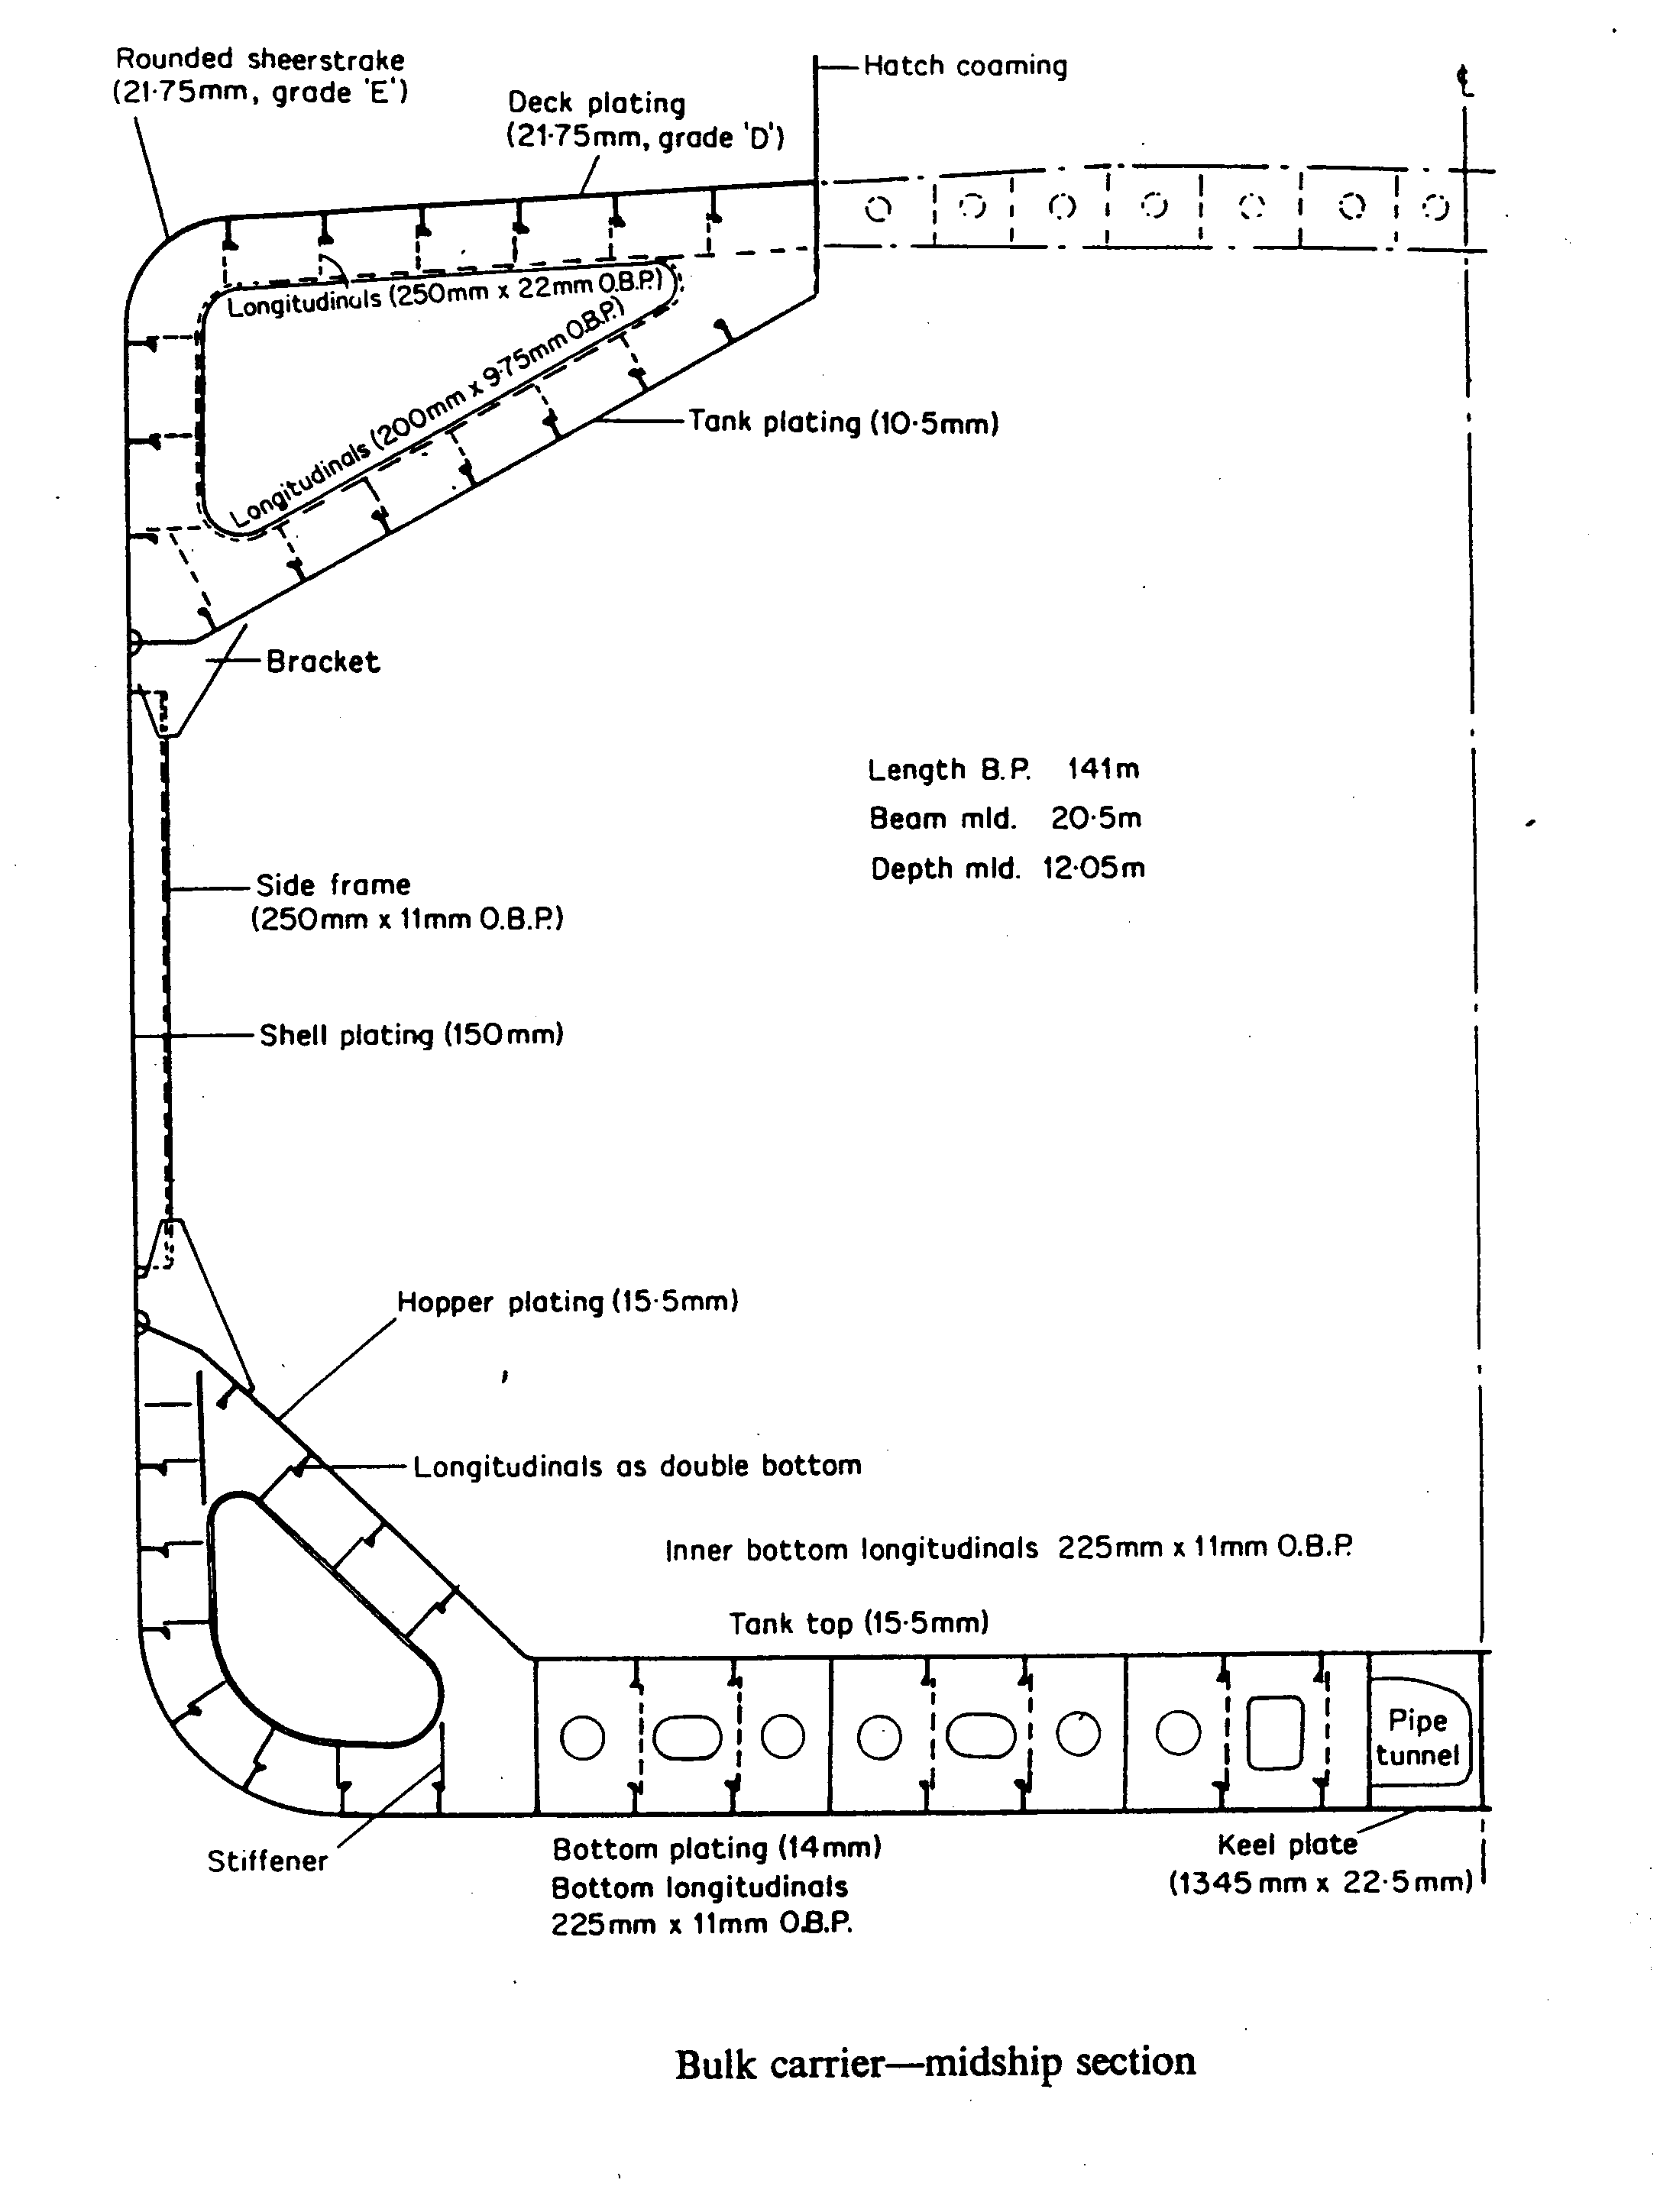 Rounded sheerstrake
(21·75mm, grade 'E')
Deck plating
(21·75mm, grade 'D')
Hatch coaming
℄
Longitudinals (250mm x 22mm O.B.P.)
Longitudinals (200mm x 9·75mm O.B.P.)
Tank plating (10·5mm)
Bracket
Length B.P. 141m
Beam mld. 20·5m
Depth mld. 12·05m
Side frame
(250mm x 11mm O.B.P.)
Shell plating (150mm)
Hopper plating (15·5mm)
Longitudinals as double bottom
Inner bottom longitudinals 225mm x 11mm O.B.P.
Tank top (15·5mm)
Pipe
tunnel
Stiffener
Bottom plating (14mm)
Bottom longitudinals
225mm x 11mm O.B.P.
Keel plate
(1345mm x 22·5mm)
Bulk carrier—midship section